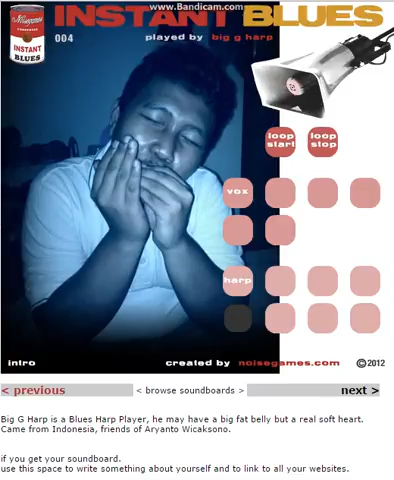 www.Bandicam.com
INSTANT BLUES
004
played by big g harp
Noisegames
INSTANT
BLUES
loop start
loop stop
vox
harp
intro
created by noisegames.com
©2012
< previous
< browse soundboards >
next >
Big G Harp is a Blues Harp Player, he may have a big fat belly but a real soft heart.
Came from Indonesia, friends of Aryanto Wicaksono.
if you get your soundboard.
use this space to write something about yourself and to link to all your websites.